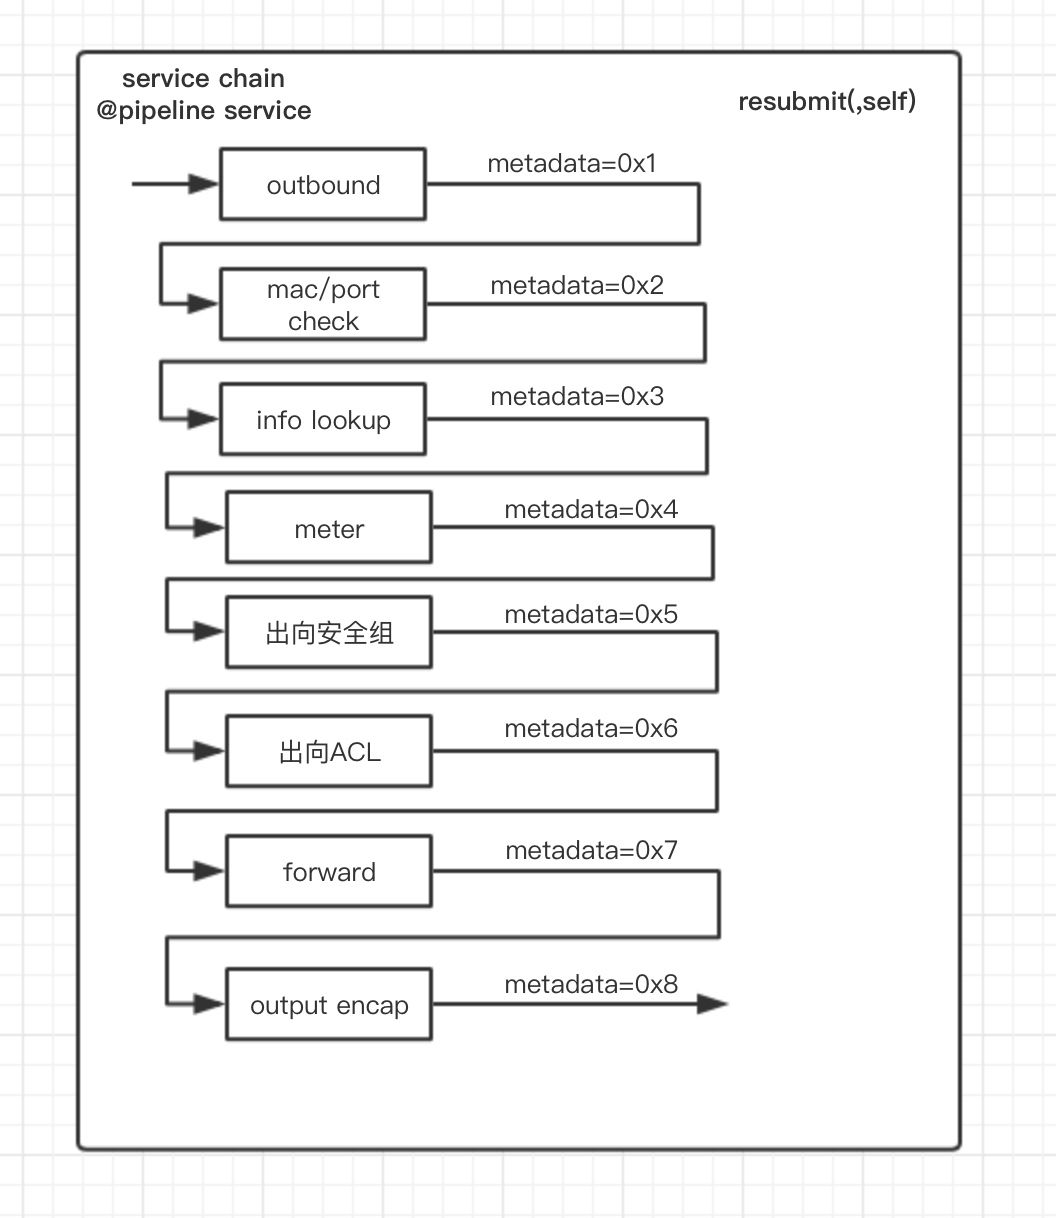 service chain
@pipeline service
resubmit(,self)
outbound
metadata=0x1
mac/port
check
metadata=0x2
info lookup
metadata=0x3
meter
metadata=0x4
出向安全组
metadata=0x5
出向ACL
metadata=0x6
forward
metadata=0x7
output encap
metadata=0x8